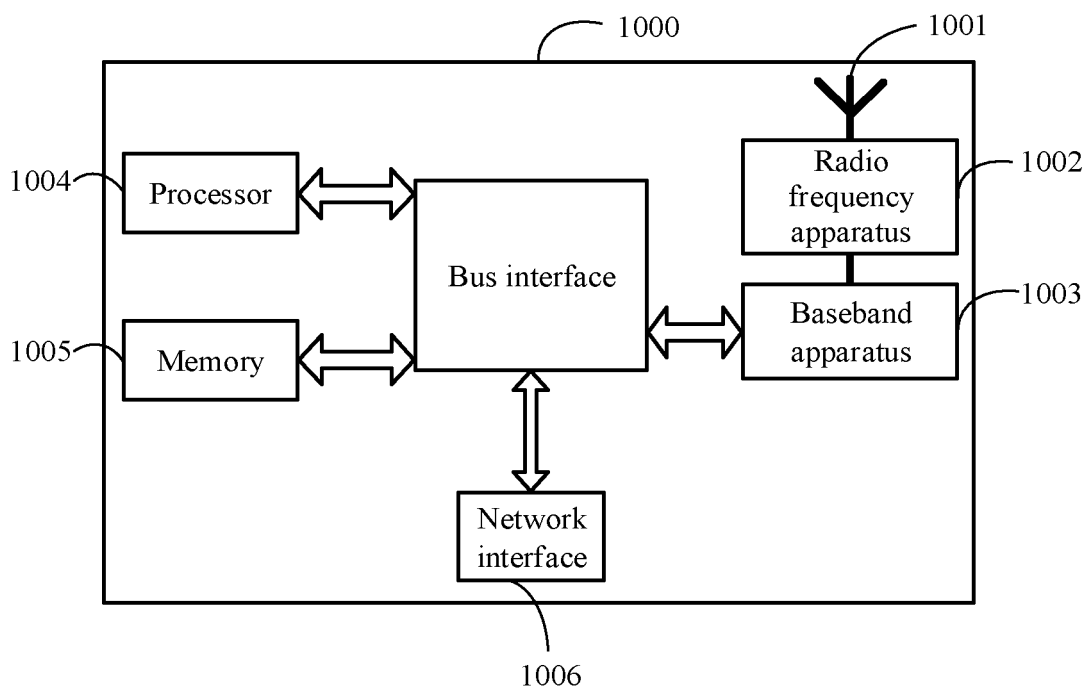 1000
1001
1004
Processor
Radio
frequency
apparatus
1002
Bus interface
1005
Memory
Baseband
apparatus
1003
Network
interface
1006